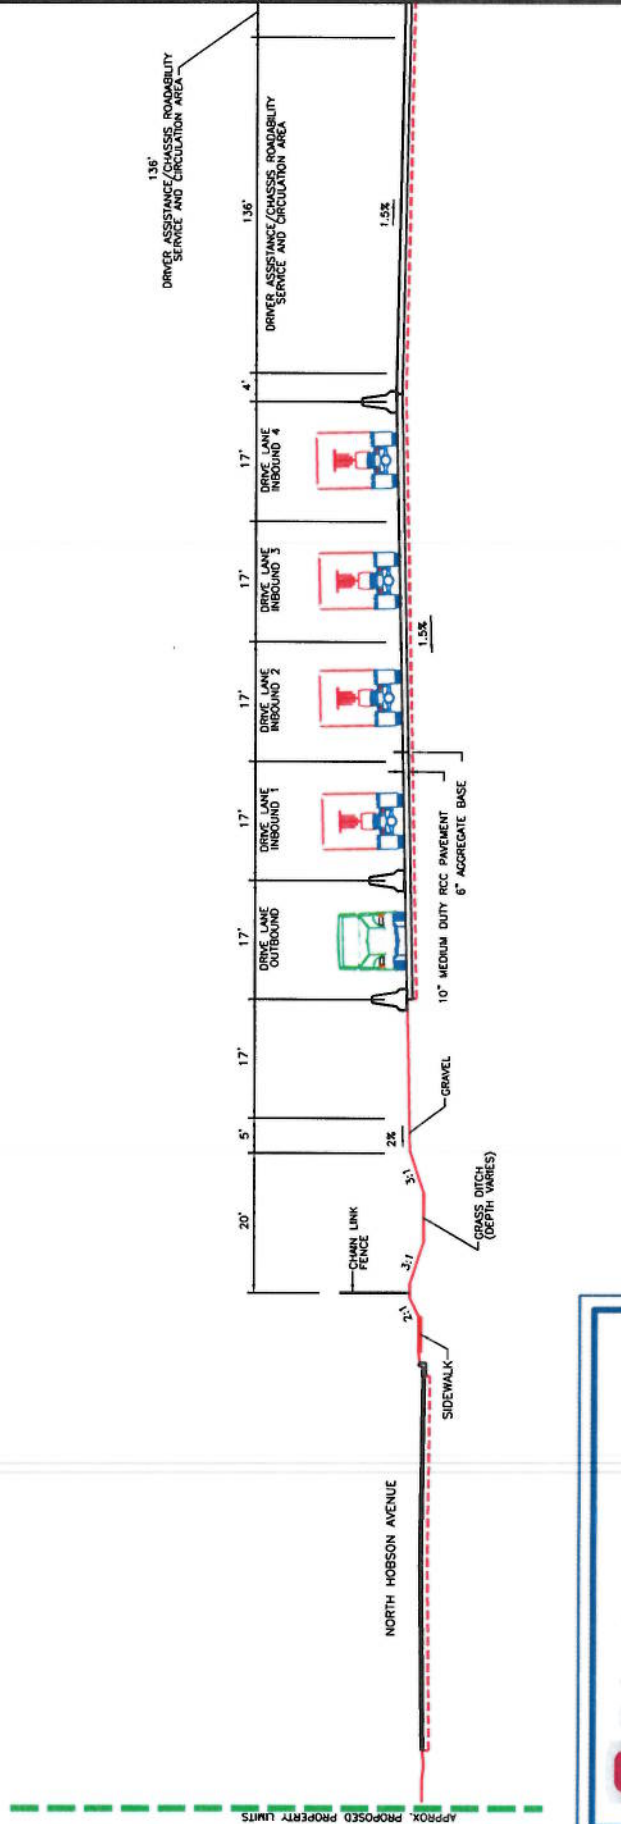 APPROX. PROPOSED PROPERTY LIMITS
NORTH HOBSON AVENUE
SIDEWALK
2:1
CHAIN LINK
FENCE
20'
3:1
GRASS DITCH
(DEPTH VARIES)
3:1
5'
2%
GRAVEL
17'
17'
DRIVE LANE
OUTBOUND
10" MEDIUM DUTY RCC PAVEMENT
6" AGGREGATE BASE
17'
DRIVE LANE
INBOUND 1
17'
DRIVE LANE
INBOUND 2
17'
DRIVE LANE
INBOUND 3
1.5%
17'
DRIVE LANE
INBOUND 4
4'
136'
DRIVER ASSISTANCE/CHASSIS ROADABILITY
SERVICE AND CIRCULATION AREA
1.5%
136'
DRIVER ASSISTANCE/CHASSIS ROADABILITY
SERVICE AND CIRCULATION AREA